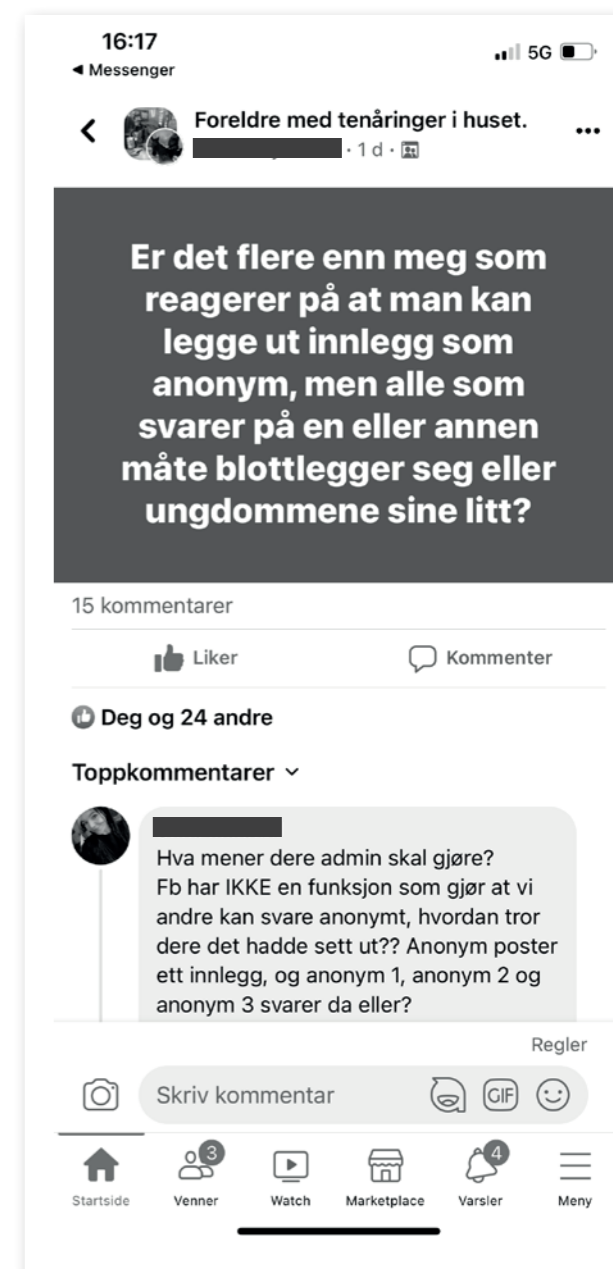 16:17
5G
◀ Messenger
Foreldre med tenåringer i huset.
· 1 d ·
Er det flere enn meg som
reagerer på at man kan
legge ut innlegg som
anonym, men alle som
svarer på en eller annen
måte blottlegger seg eller
ungdommene sine litt?
15 kommentarer
Liker
Kommenter
Deg og 24 andre
Toppkommentarer
Hva mener dere admin skal gjøre?
Fb har IKKE en funksjon som gjør at vi
andre kan svare anonymt, hvordan tror
dere det hadde sett ut?? Anonym poster
ett innlegg, og anonym 1, anonym 2 og
anonym 3 svarer da eller?
Regler
Skriv kommentar
GIF
3
4
Startside
Venner
Watch
Marketplace
Varsler
Meny